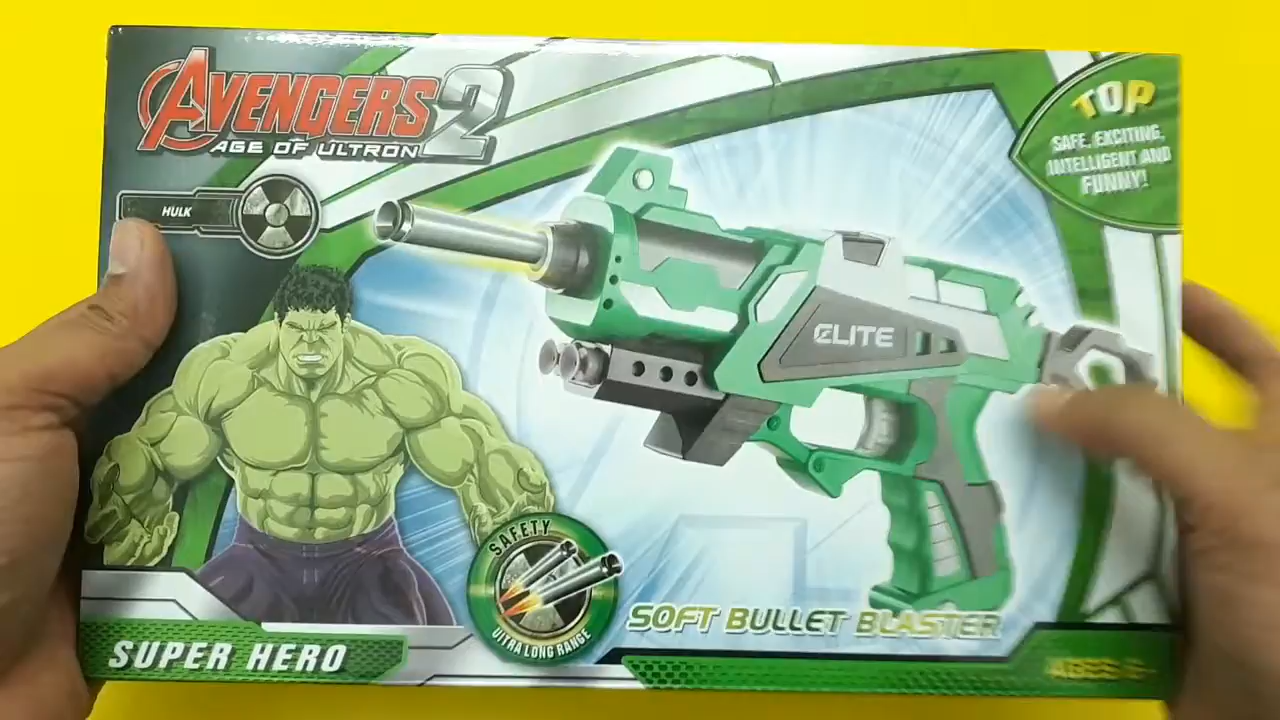 AVENGERS 2
AGE OF ULTRON
HULK
TOP
SAFE, EXCITING,
INTELLIGENT AND
FUNNY!
ELITE
SAFETY
ULTRA LONG RANGE
SOFT BULLET BLASTER
SUPER HERO